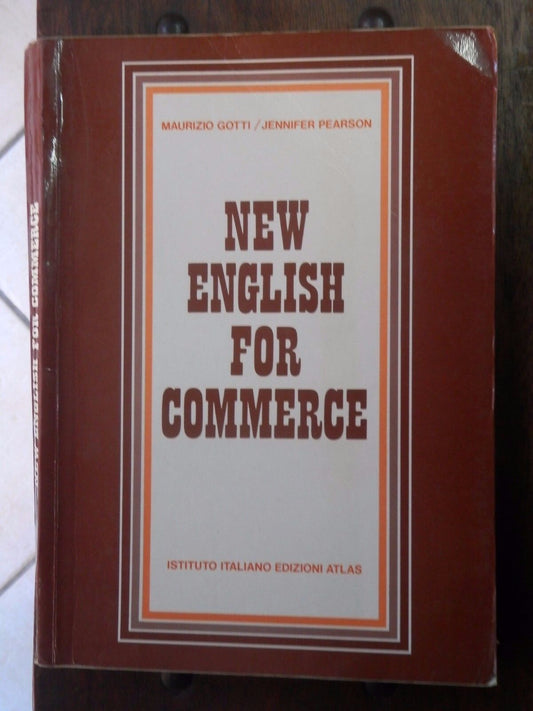 MAURIZIO GOTTI / JENNIFER PEARSON
NEW
ENGLISH
FOR
COMMERCE
ISTITUTO ITALIANO EDIZIONI ATLAS
NEW ENGLISH FOR COMMERCE